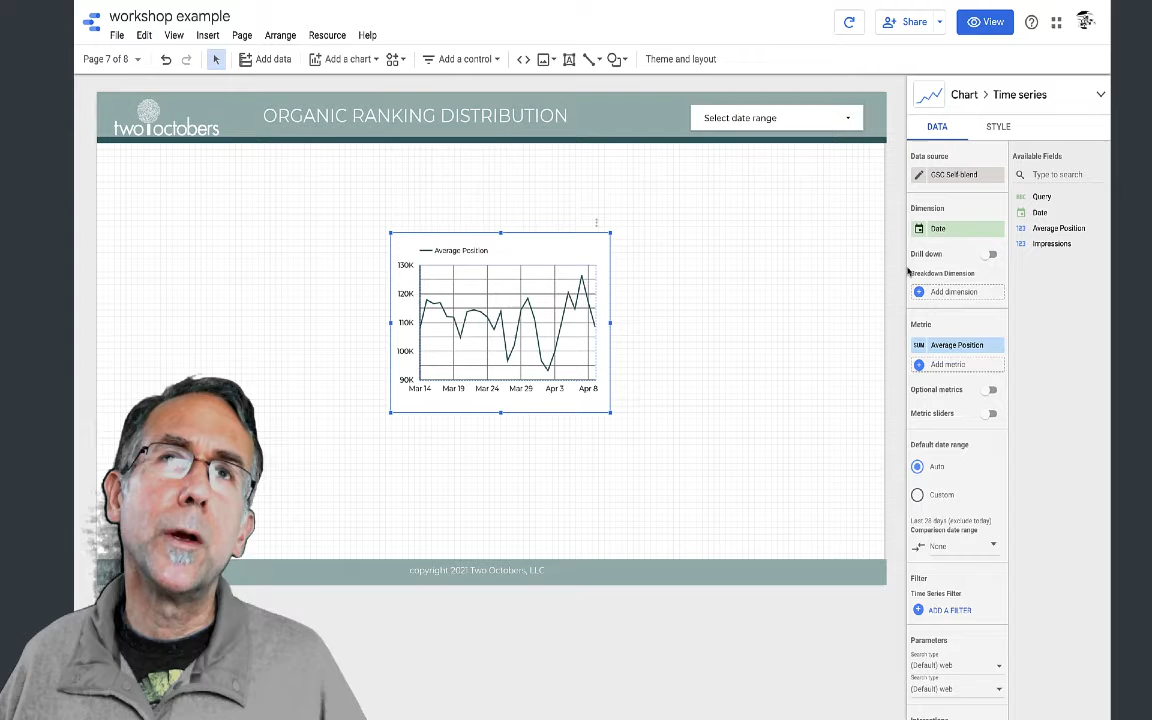 workshop example
File Edit View Insert Page Arrange Resource Help
Share
View
Page 7 of 8
Add data
Add a chart
Add a control
Theme and layout
two octobers
ORGANIC RANKING DISTRIBUTION
Select date range
Average Position
130K
120K
110K
100K
90K
Mar 14 Mar 19 Mar 24 Mar 29 Apr 3 Apr 8
copyright 2021 Two Octobers, LLC
Chart > Time series
DATA STYLE
Data source
GSC Self-blend
Dimension
Date
Drill down
Breakdown Dimension
Add dimension
Metric
SUM Average Position
Add metric
Optional metrics
Metric sliders
Default date range
Auto
Custom
Last 28 days (exclude today)
Comparison date range
None
Filter
Time Series Filter
ADD A FILTER
Parameters
Search type
(Default) web
Search type
(Default) web
Available Fields
Type to search
ABC Query
Date
123 Average Position
123 Impressions